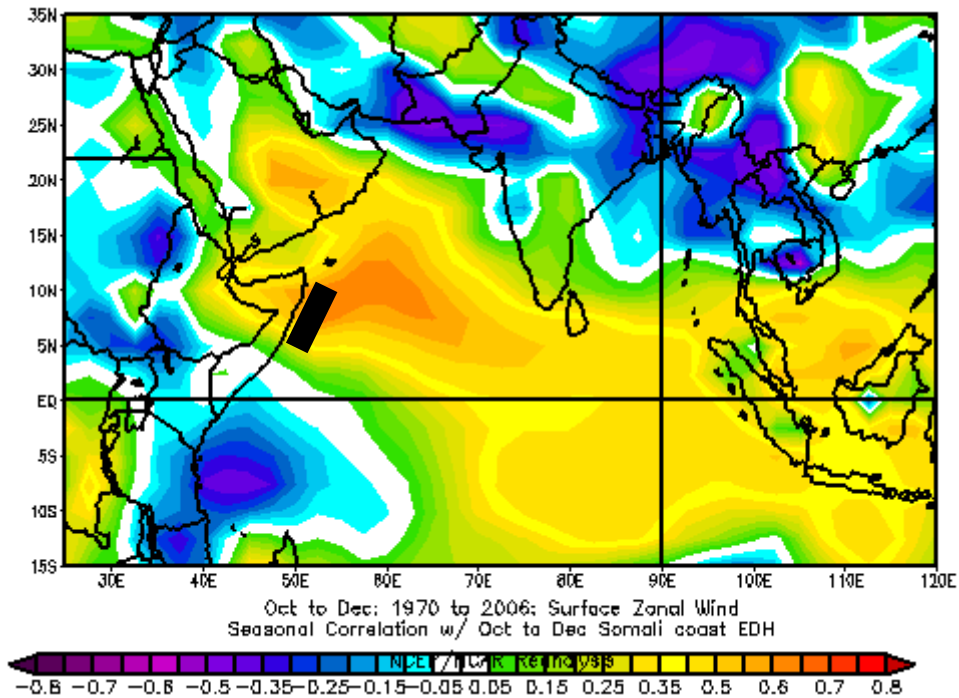 35N
30N
25N
20N
15N
10N
5N
EQ
5S
10S
15S
30E 40E 50E 60E 70E 80E 90E 100E 110E 120E
Oct to Dec: 1970 to 2006: Surface Zonal Wind
Seasonal Correlation w/ Oct to Dec Somali coast EDH
NCEP/NCAR Reanalysis
-0.8 -0.7 -0.6 -0.5 -0.35 -0.25 -0.15 -0.05 0.05 0.15 0.25 0.35 0.5 0.6 0.7 0.8